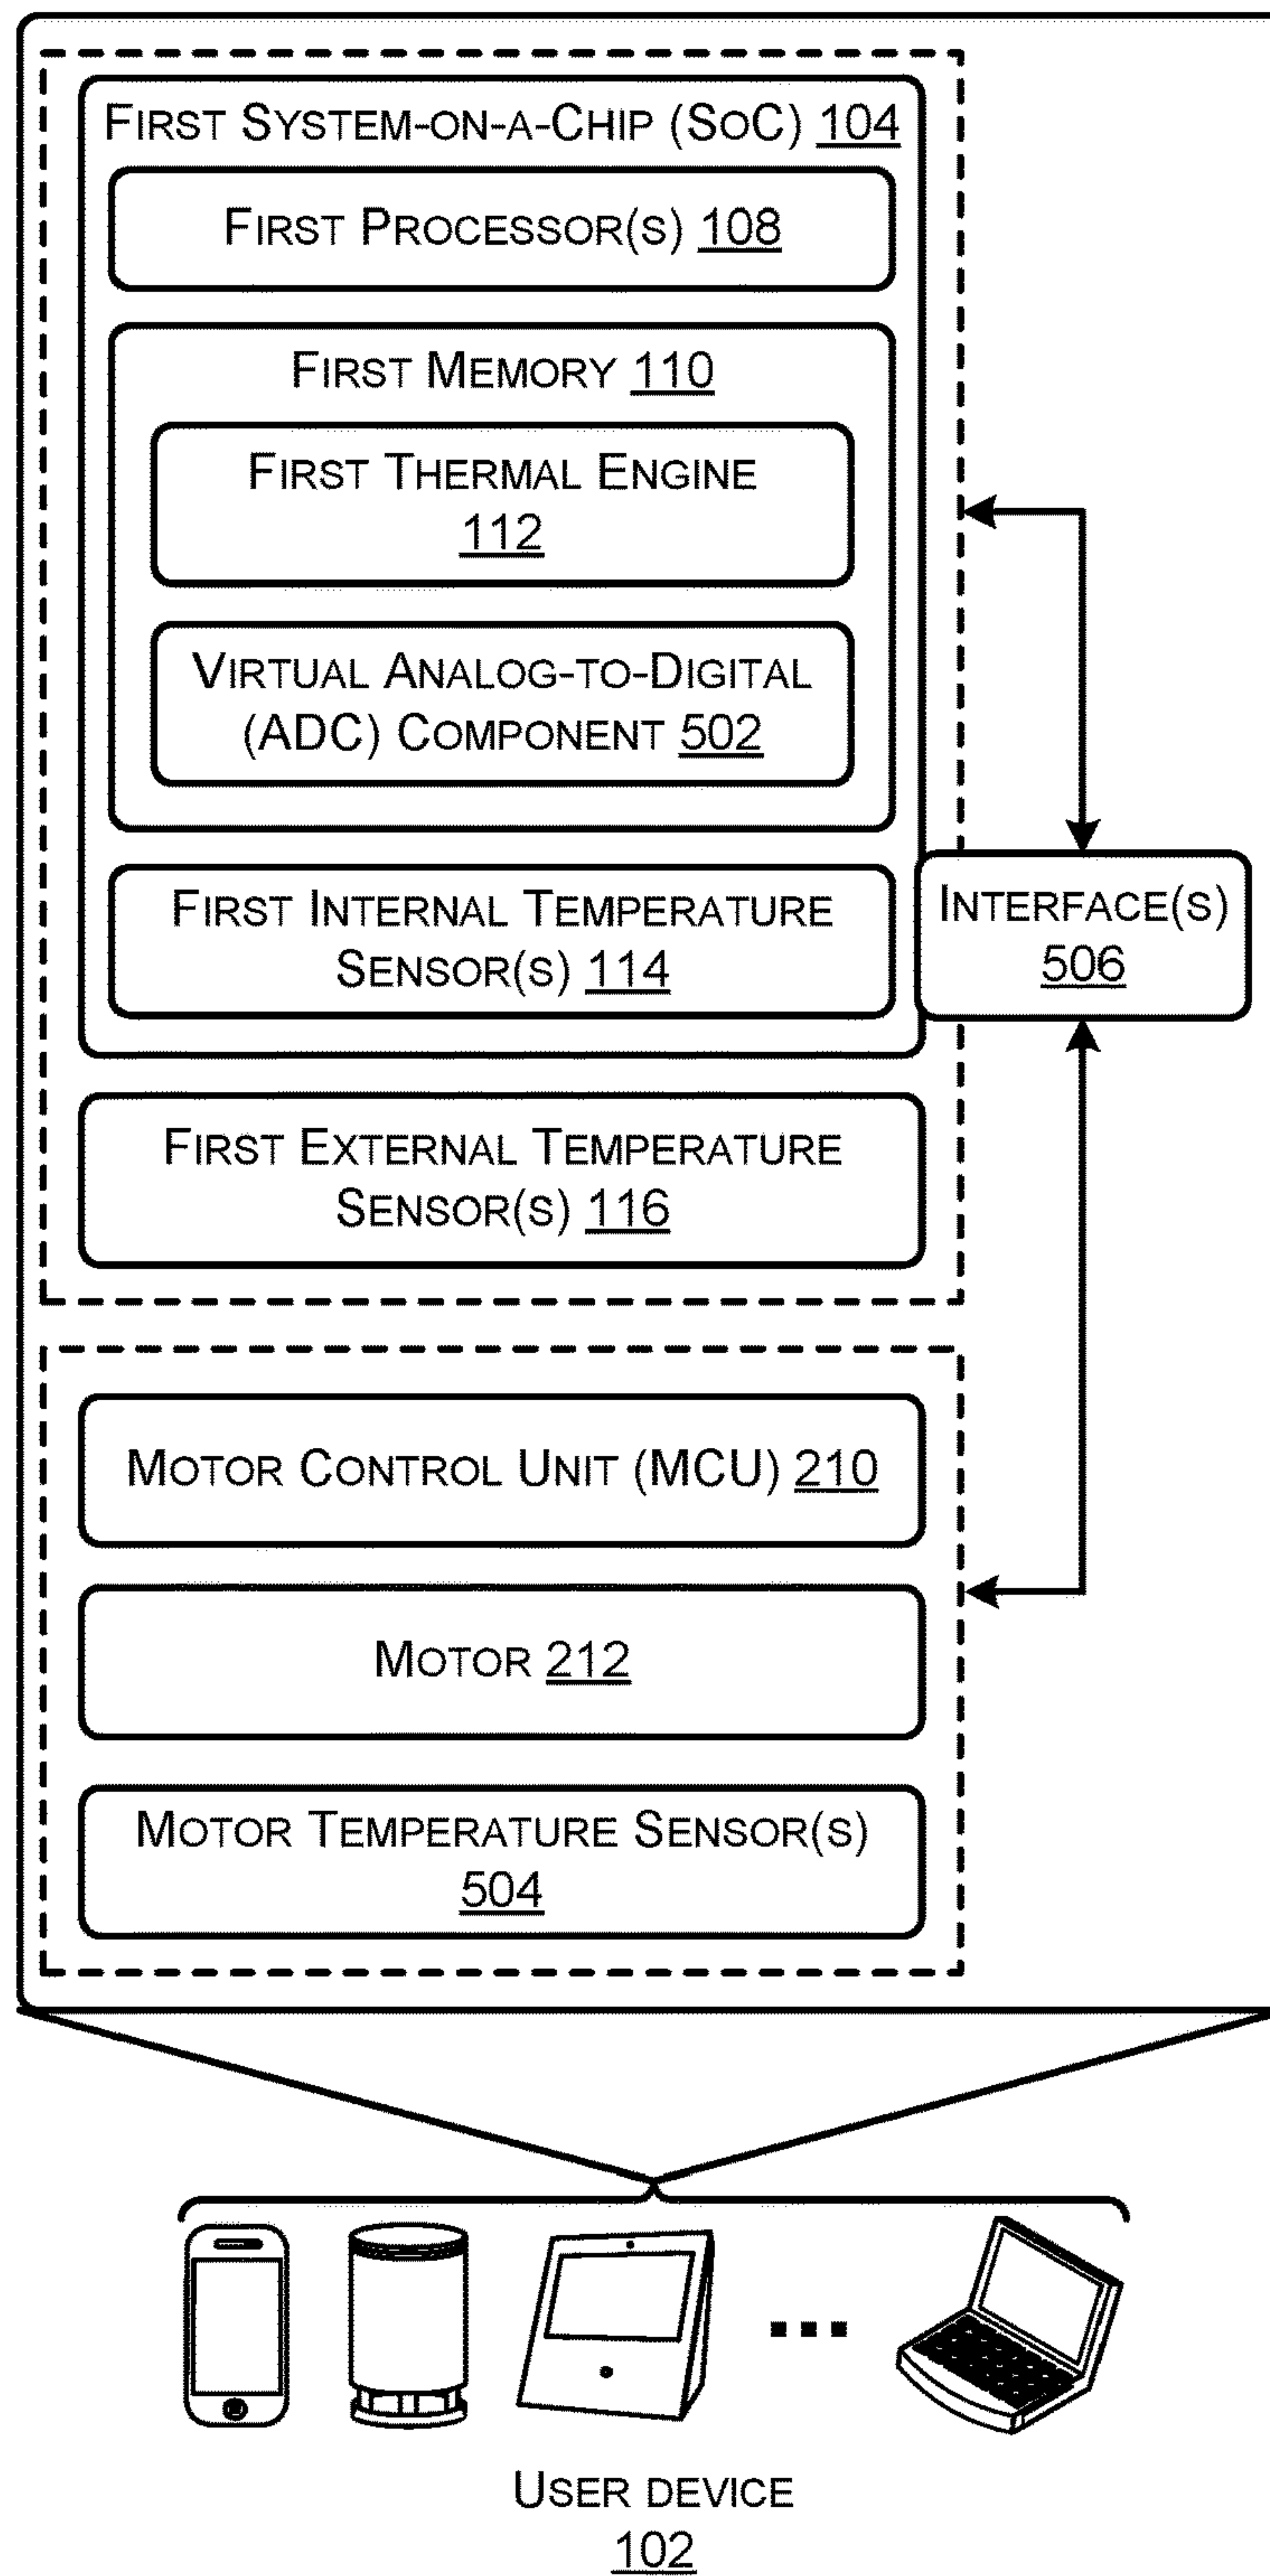 FIRST SYSTEM-ON-A-CHIP (SOC) 104
FIRST PROCESSOR(S) 108
FIRST MEMORY 110
FIRST THERMAL ENGINE
112
VIRTUAL ANALOG-TO-DIGITAL
(ADC) COMPONENT 502
FIRST INTERNAL TEMPERATURE
SENSOR(S) 114
INTERFACE(S)
506
FIRST EXTERNAL TEMPERATURE
SENSOR(S) 116
MOTOR CONTROL UNIT (MCU) 210
MOTOR 212
MOTOR TEMPERATURE SENSOR(S)
504
USER DEVICE
102